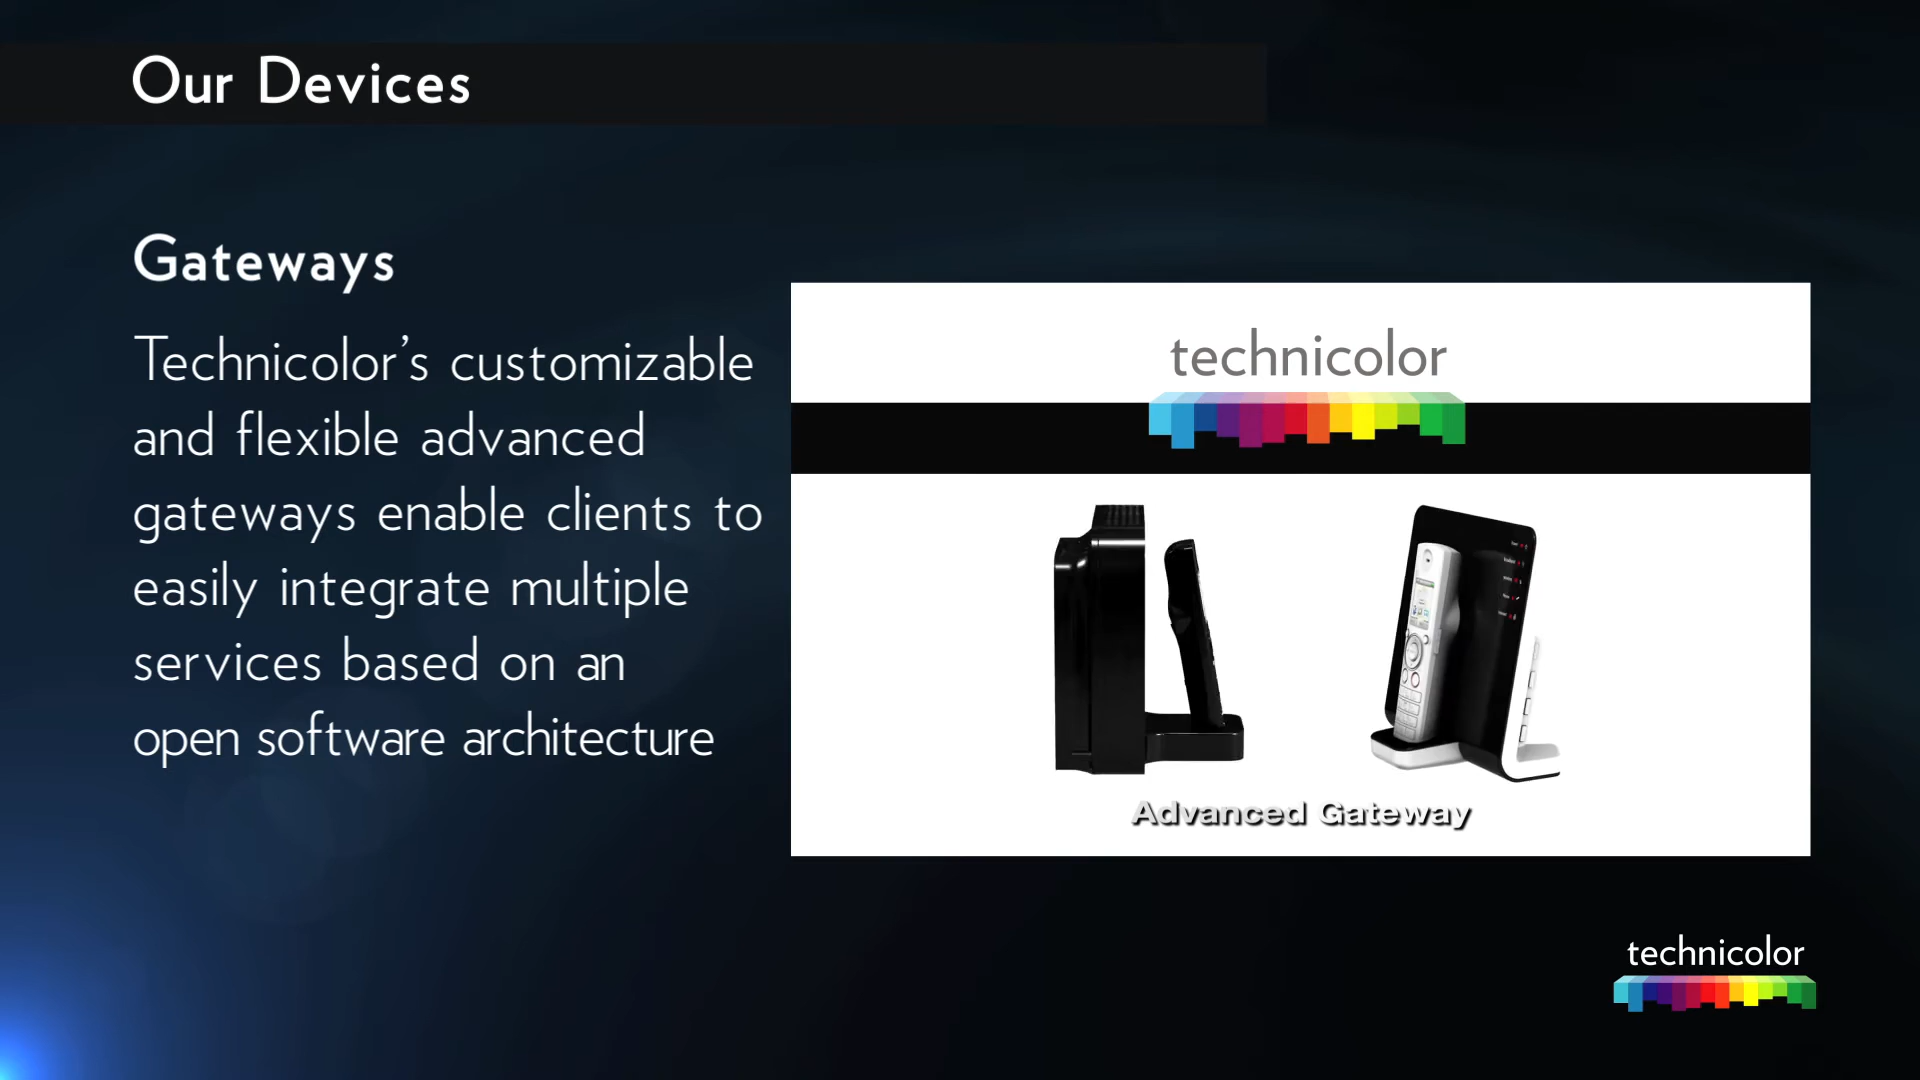 Our Devices
Gateways
Technicolor’s customizable
and flexible advanced
gateways enable clients to
easily integrate multiple
services based on an
open software architecture
technicolor
Advanced Gateway
technicolor